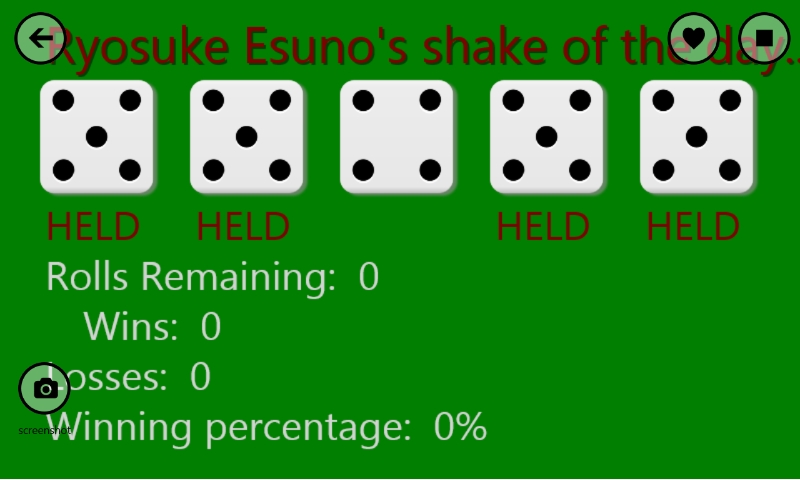 Ryosuke Esuno's shake of the day..
HELD HELD HELD HELD
Rolls Remaining: 0
Wins: 0
Losses: 0
screenshot
Winning percentage: 0%